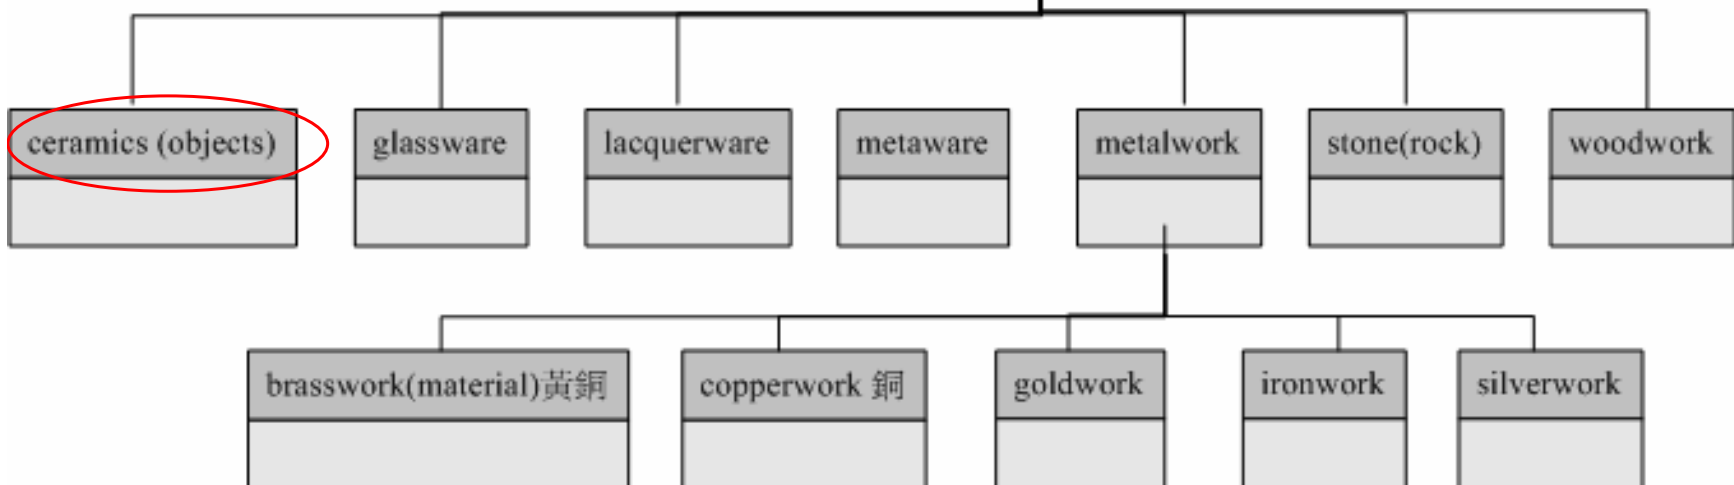 ceramics (objects)
glassware
lacquerware
metaware
metalwork
stone(rock)
woodwork
brasswork(material)黃銅
copperwork 銅
goldwork
ironwork
silverwork